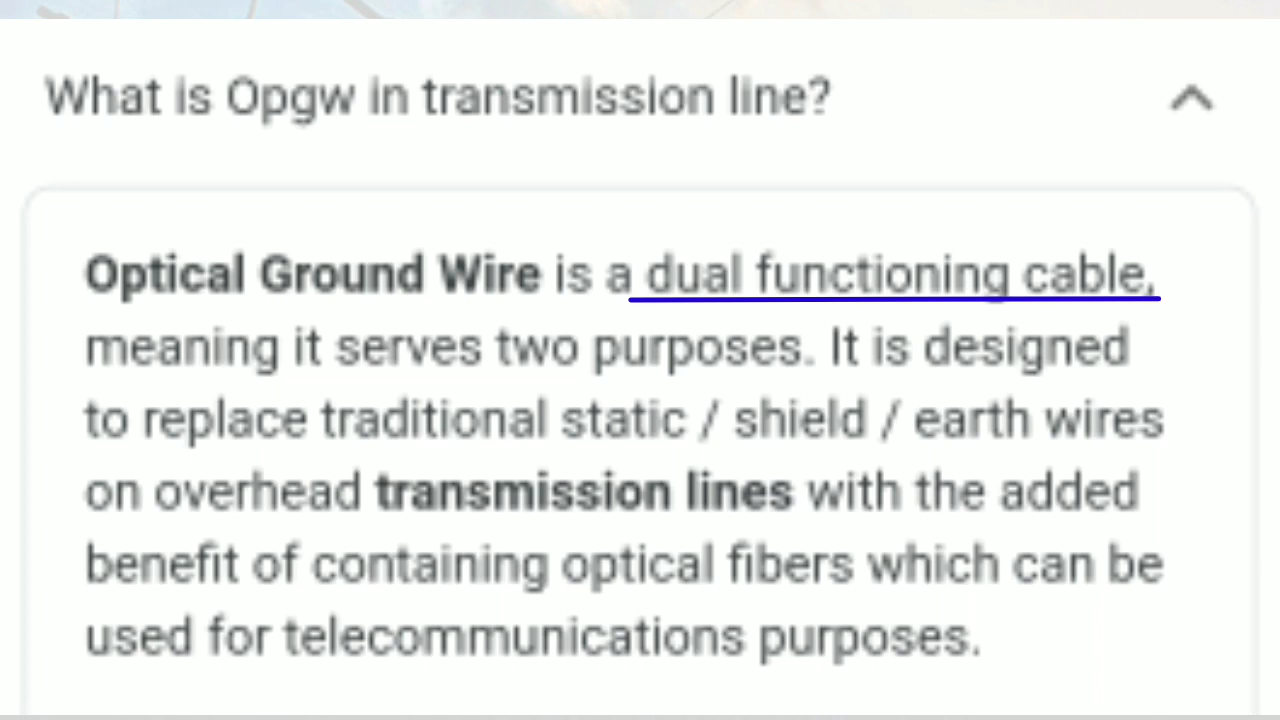 What is Opgw in transmission line?
Optical Ground Wire is a dual functioning cable,
meaning it serves two purposes. It is designed
to replace traditional static / shield / earth wires
on overhead transmission lines with the added
benefit of containing optical fibers which can be
used for telecommunications purposes.